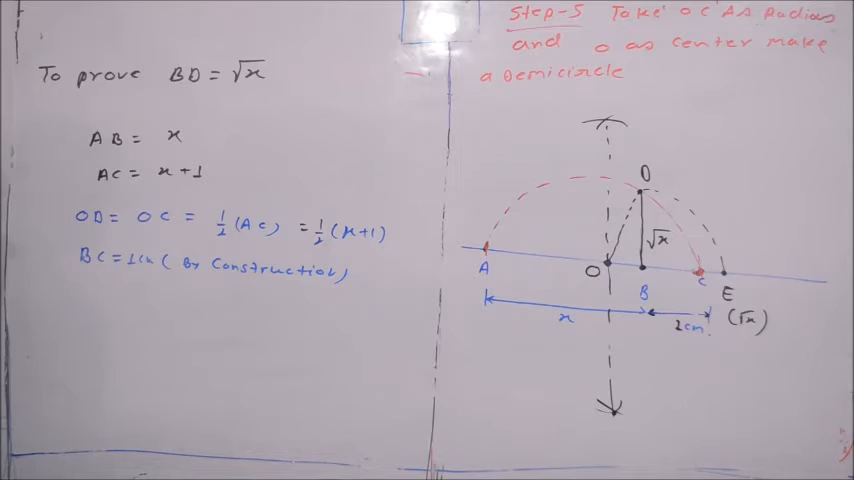 To prove BD = √x
AB = x
AC = x + 1
OD = OC = 1/2 (AC) = 1/2 (x+1)
BC = 1cm ( By Construction )
Step-5 Take OC As Radius
and O as center make
a semicircle
D
√x
A
O
B
C
E
x
1cm
(√x)